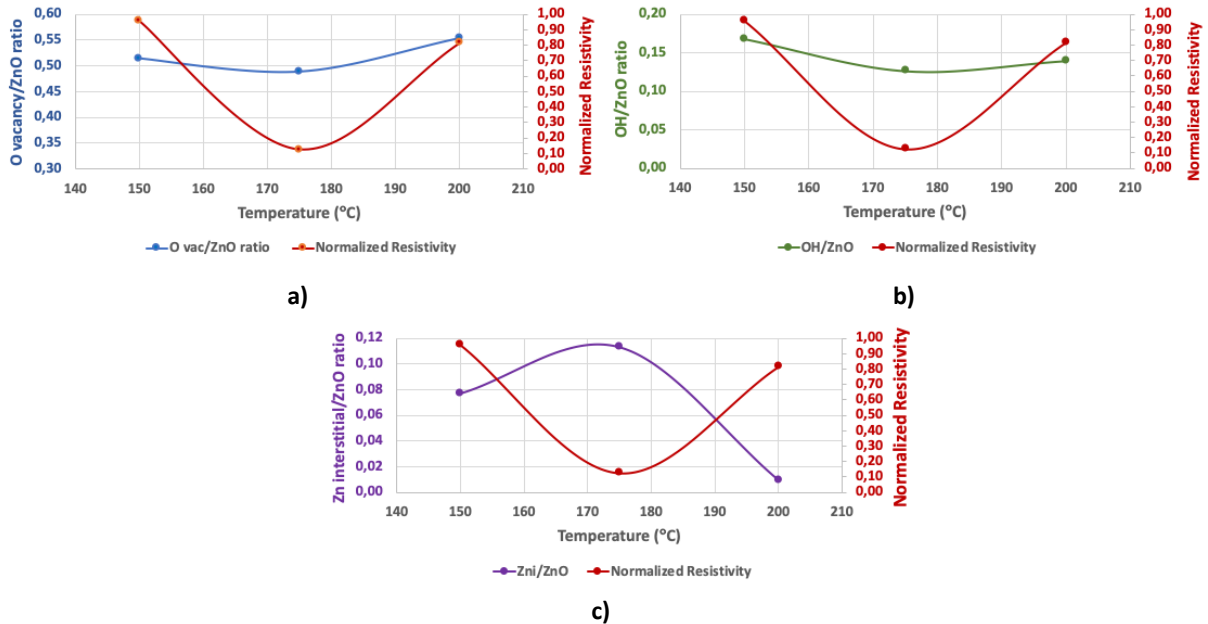 O vacancy/ZnO ratio
0,60
0,55
0,50
0,45
0,40
0,35
0,30
1,00
0,90
0,80
0,70
0,60
0,50
0,40
0,30
0,20
0,10
0,00
Normalized Resistivity
140 150 160 170 180 190 200 210
Temperature (°C)
O vac/ZnO ratio Normalized Resistivity
a)
OH/ZnO ratio
0,20
0,15
0,10
0,05
0,00
1,00
0,90
0,80
0,70
0,60
0,50
0,40
0,30
0,20
0,10
0,00
Normalized Resistivity
140 150 160 170 180 190 200 210
Temperature (°C)
OH/ZnO Normalized Resistivity
b)
Zn interstitial/ZnO ratio
0,12
0,10
0,08
0,06
0,04
0,02
0,00
1,00
0,90
0,80
0,70
0,60
0,50
0,40
0,30
0,20
0,10
0,00
Normalized Resistivity
140 150 160 170 180 190 200 210
Temperature (°C)
Zni/ZnO Normalized Resistivity
c)